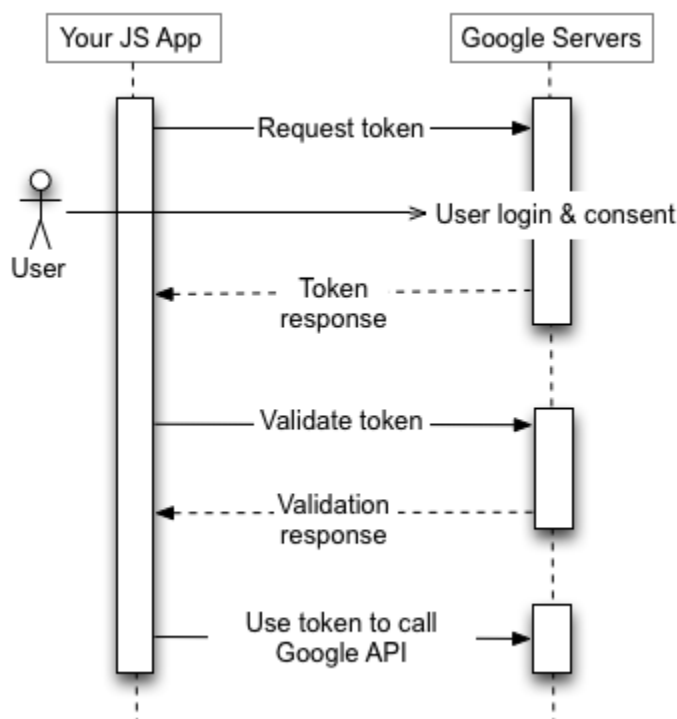 Your JS App
Google Servers
Request token
User login & consent
User
Token
response
Validate token
Validation
response
Use token to call
Google API